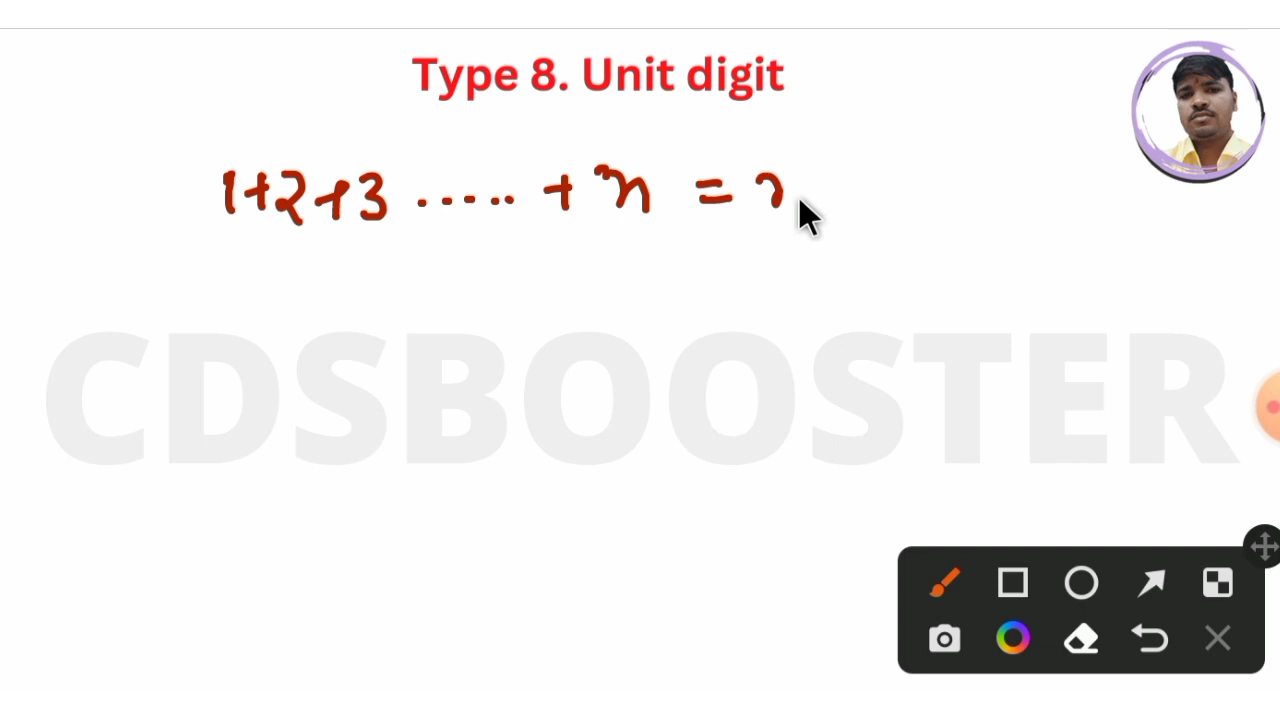 Type 8. Unit digit
1+2+3 ..... + n = ?
CDSBOOSTER